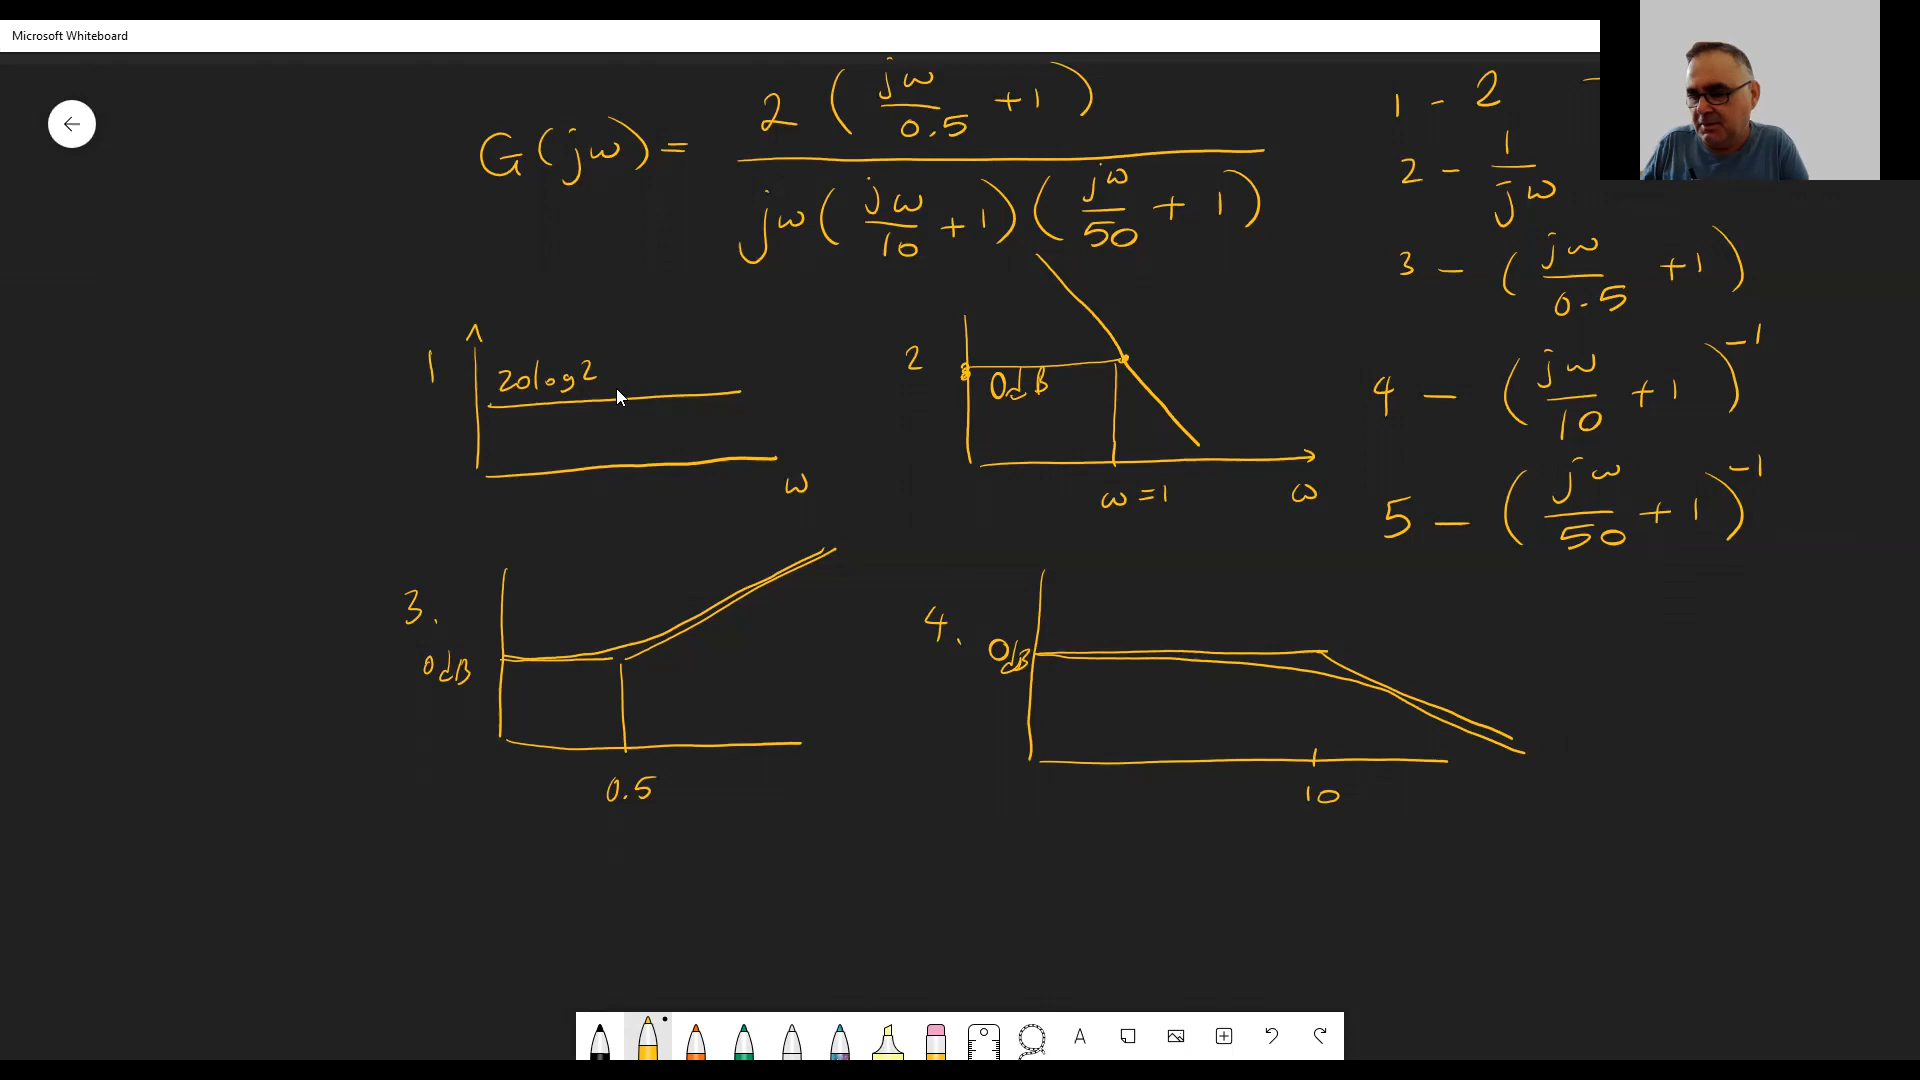 Microsoft Whiteboard
G(jω) = 2 (jω/0.5 + 1) / jω (jω/10 + 1) (jω/50 + 1)
1 - 2
2 - 1/jω
3 - (jω/0.5 + 1)
4 - (jω/10 + 1)^-1
5 - (jω/50 + 1)^-1
1
20log2
ω
2
0dB
ω = 1
ω
3.
0dB
0.5
4.
0dB
10
A